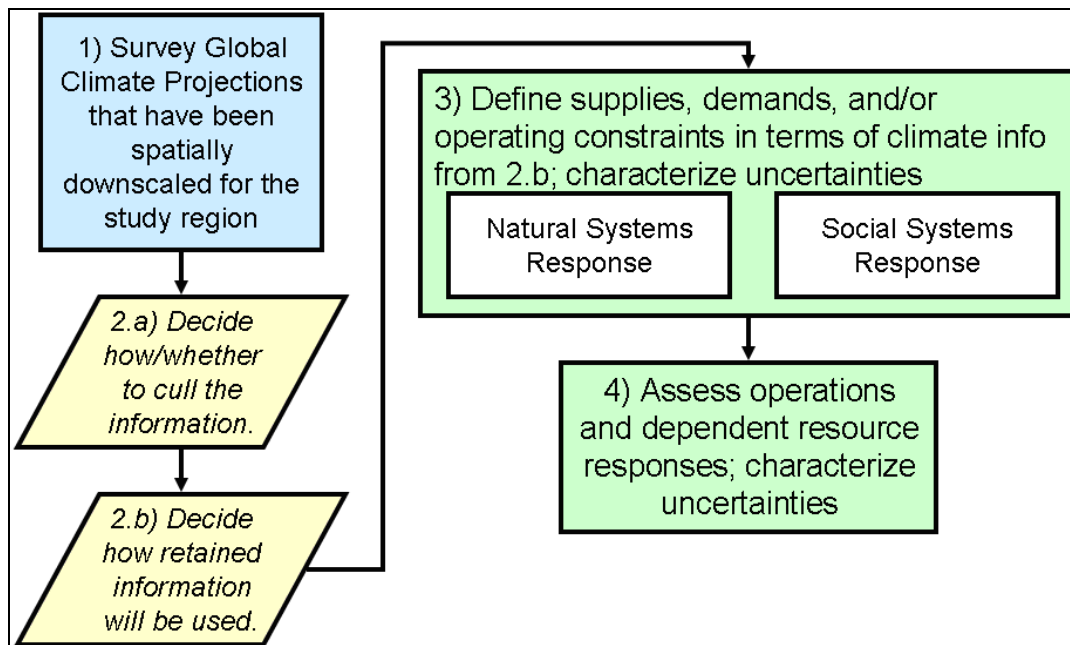 1) Survey Global
Climate Projections
that have been
spatially
downscaled for the
study region
2.a) Decide
how/whether
to cull the
information.
2.b) Decide
how retained
information
will be used.
3) Define supplies, demands, and/or
operating constraints in terms of climate info
from 2.b; characterize uncertainties
Natural Systems
Response
Social Systems
Response
4) Assess operations
and dependent resource
responses; characterize
uncertainties